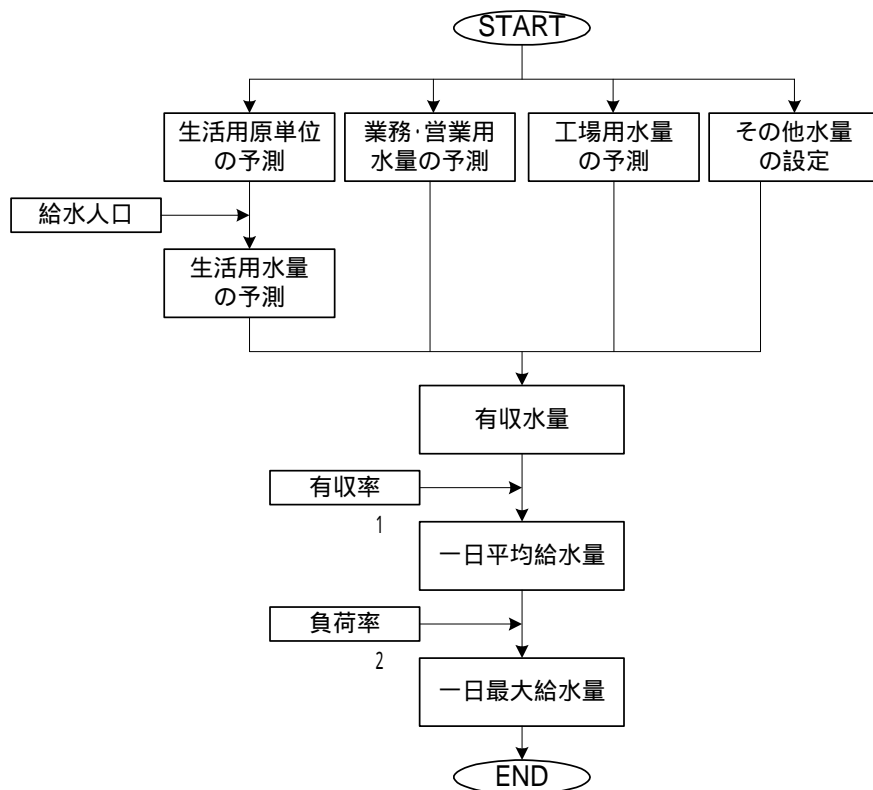 START
生活用原単位
の予測
業務・営業用
水量の予測
工場用水量
の予測
その他水量
の設定
給水人口
生活用水量
の予測
有収水量
有収率
1
一日平均給水量
負荷率
2
一日最大給水量
END